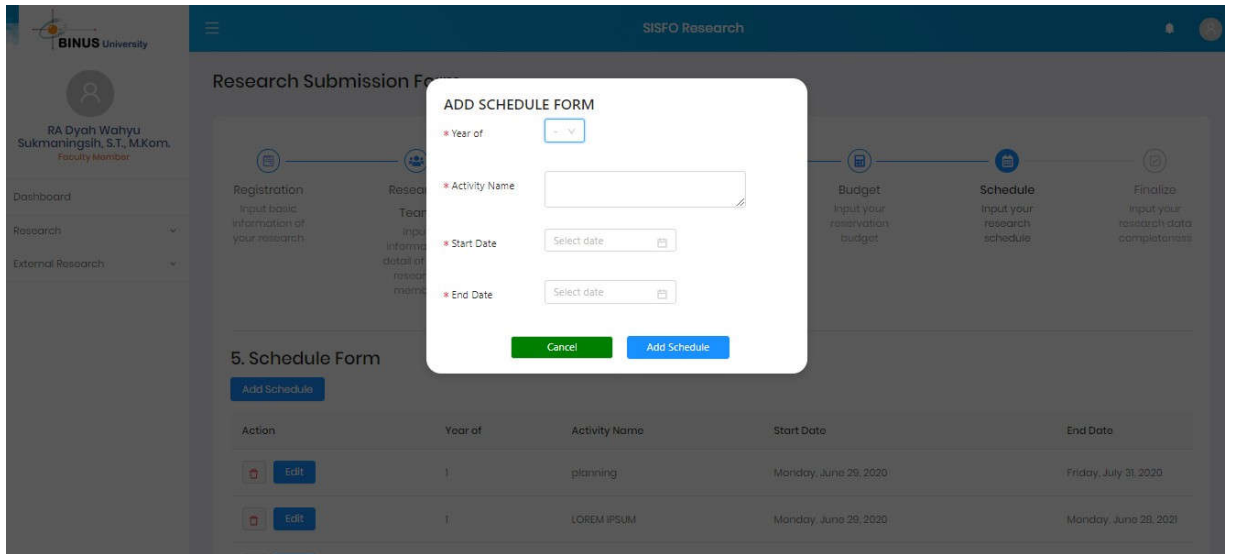 BINUS University
SISFO Research
RA Dyah Wahyu
Sukmaningsih, S.T., M.Kom.
Faculty Member
Dashboard
Research
External Research
Research Submission
Registration
Input basic
information of
your research
Budget
Input your
reservation
budget
Schedule
Input your
research
schedule
Finalize
Input your
research data
completeness
ADD SCHEDULE FORM
* Year of
-
* Activity Name
* Start Date
Select date
* End Date
Select date
Cancel
Add Schedule
5. Schedule Form
Add Schedule
Action Year of Activity Name Start Date End Date
Edit 1 planning Monday, June 29, 2020 Friday, July 31, 2020
Edit 1 LOREM IPSUM Monday, June 29, 2020 Monday, June 28, 2021